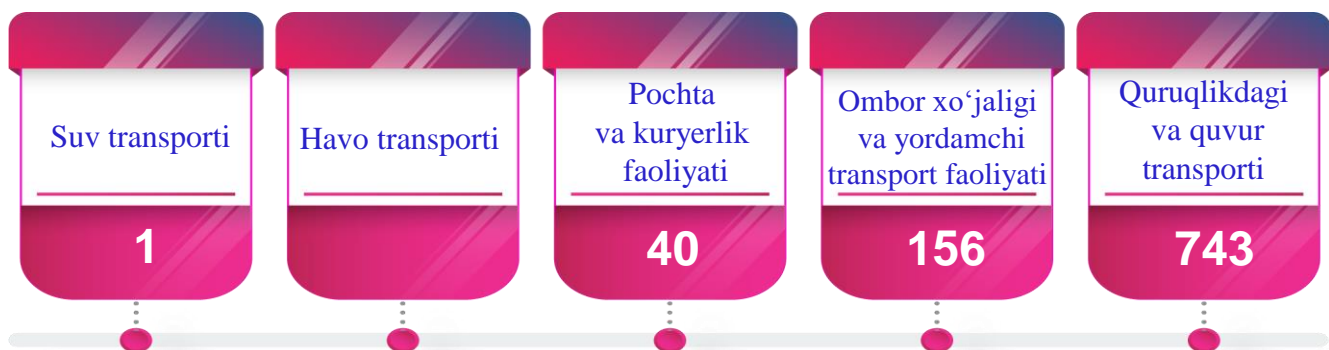 Suv transporti
1
Havo transporti
Pochta
va kuryerlik
faoliyati
40
Ombor xo‘jaligi
va yordamchi
transport faoliyati
156
Quruqlikdagi
va quvur
transporti
743